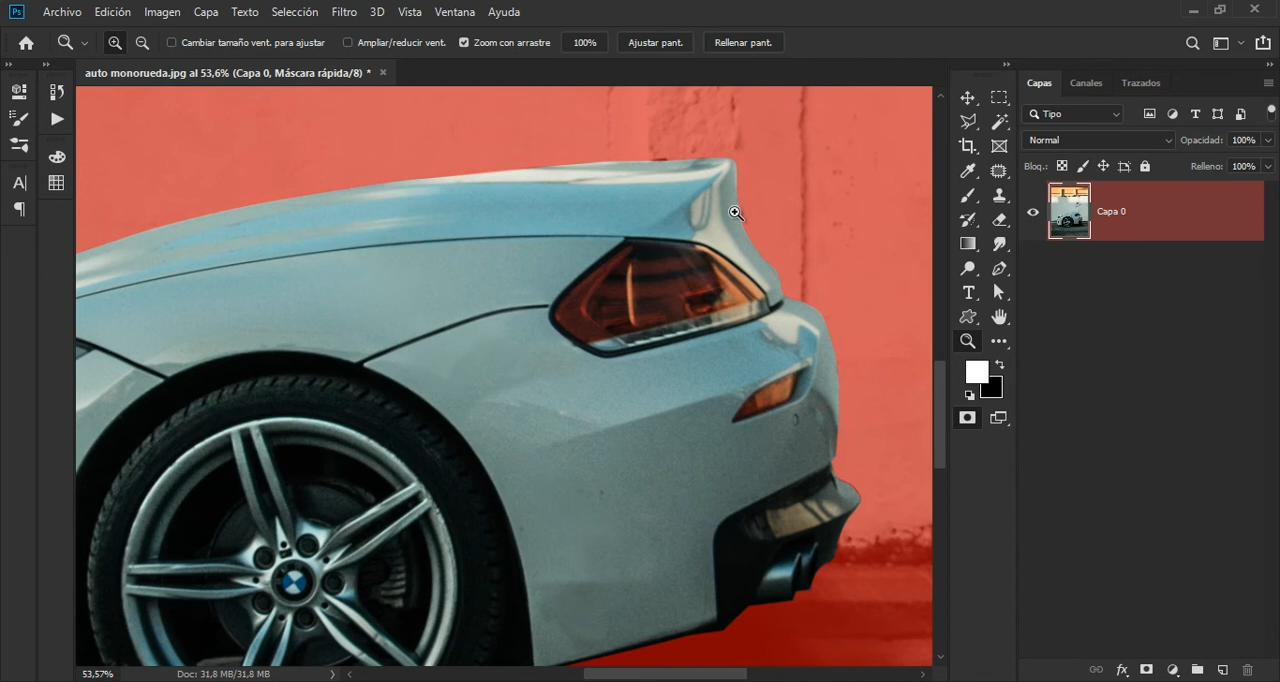 Ps Archivo Edición Imagen Capa Texto Selección Filtro 3D Vista Ventana Ayuda
Cambiar tamaño vent. para ajustar Ampliar/reducir vent. Zoom con arrastre 100% Ajustar pant. Rellenar pant.
auto monorueda.jpg al 53,6% (Capa 0, Máscara rápida/8) *
Capas Canales Trazados
Tipo
Normal Opacidad: 100%
Bloq.: Relleno: 100%
Capa 0
BMW
53,57% Doc: 31,8 MB/31,8 MB